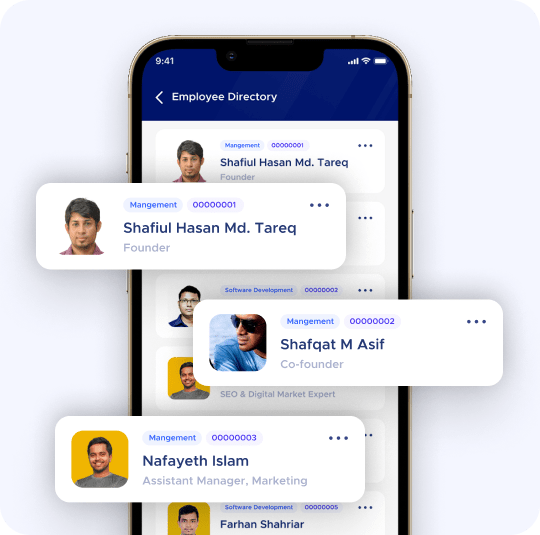 9:41
Employee Directory
Mangement 00000001
Shafiul Hasan Md. Tareq
Founder
Mangement 00000001
Shafiul Hasan Md. Tareq
Founder
Software Development 00000002
Mangement 00000002
Shafqat M Asif
Co-founder
SEO & Digital Market Expert
Mangement 00000003
Nafayeth Islam
Assistant Manager, Marketing
Software Development 00000005
Farhan Shahriar